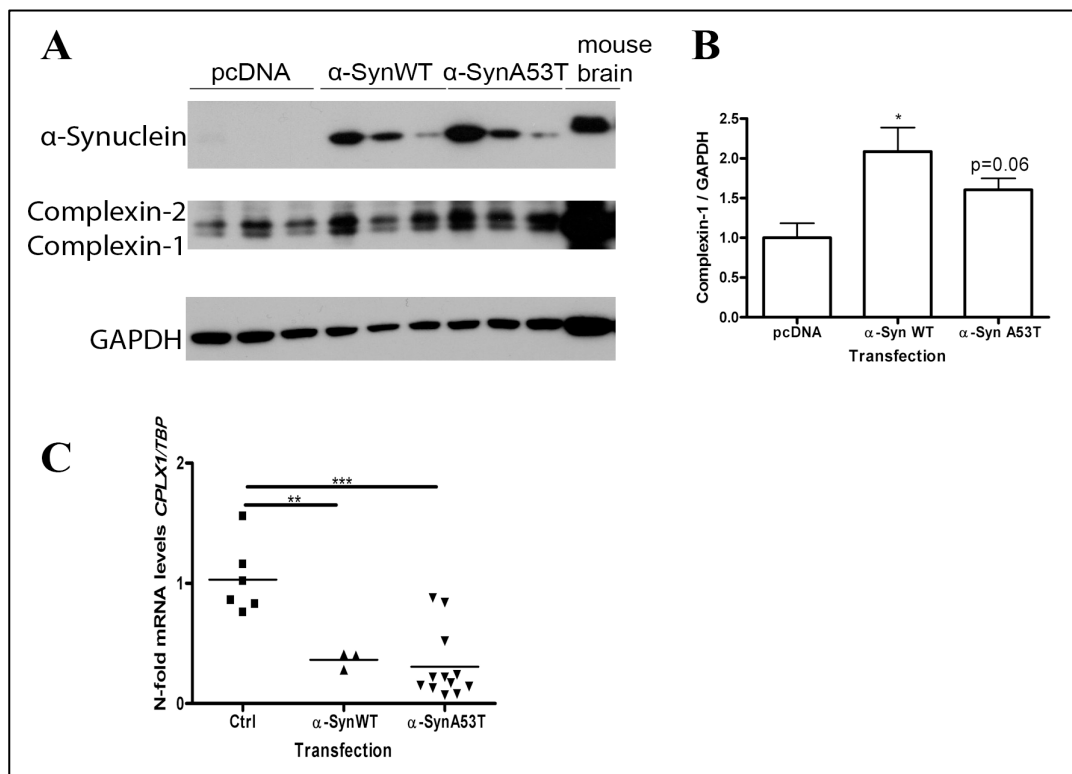 A
pcDNA
α-SynWT
α-SynA53T
mouse
brain
α-Synuclein
Complexin-2
Complexin-1
GAPDH
B
Complexin-1 / GAPDH
2.5
2.0
1.5
1.0
0.5
0.0
*
p=0.06
pcDNA
α-Syn WT
α-Syn A53T
Transfection
C
N-fold mRNA levels CPLX1/TBP
2
1
0
***
**
Ctrl
α-SynWT
α-SynA53T
Transfection